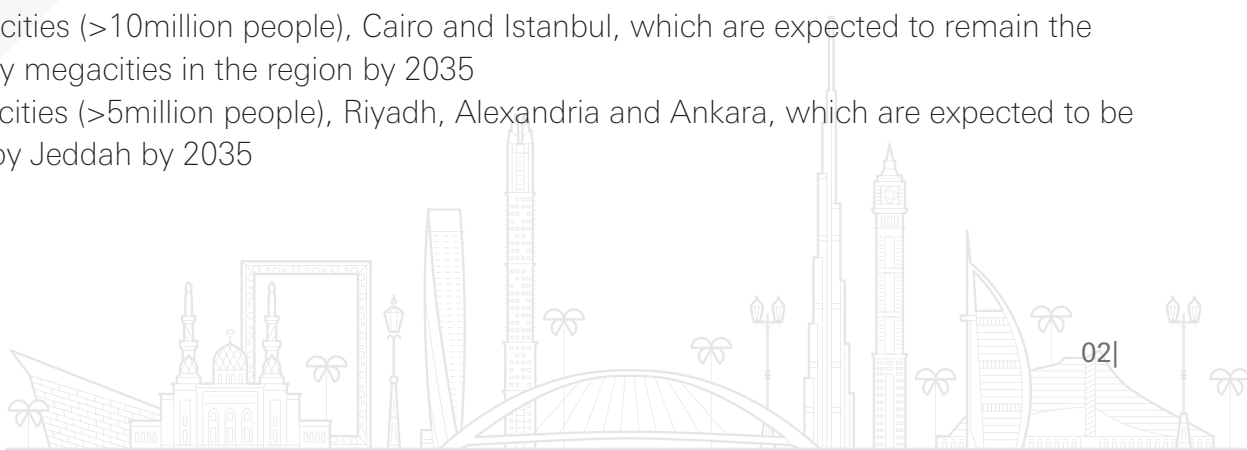 cities (>10million people), Cairo and Istanbul, which are expected to remain the
y megacities in the region by 2035
cities (>5million people), Riyadh, Alexandria and Ankara, which are expected to be
by Jeddah by 2035
02|